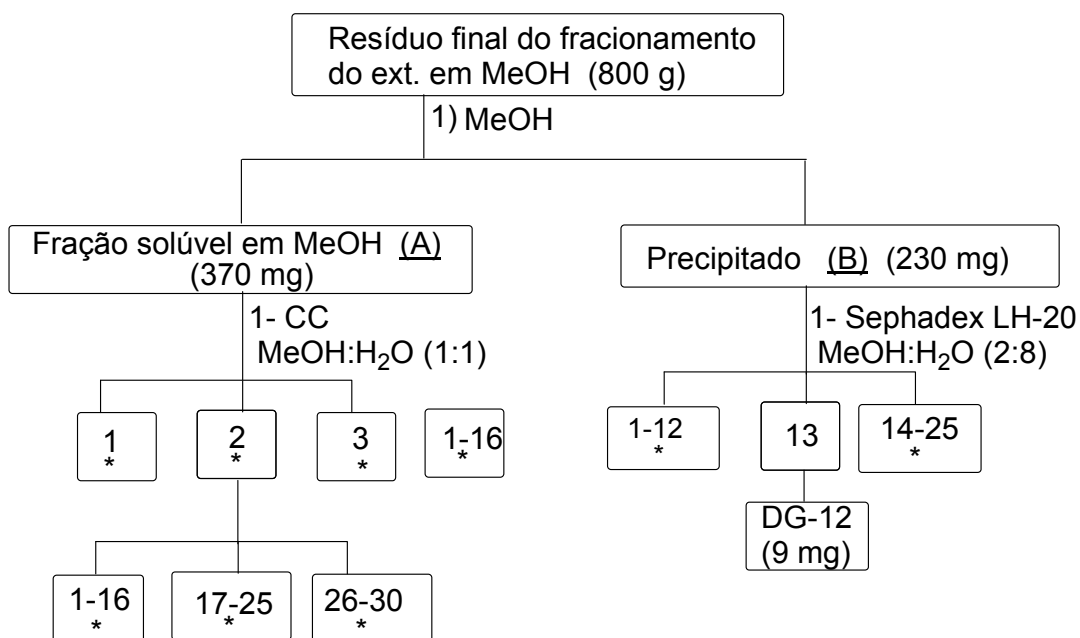 Resíduo final do fracionamento
do ext. em MeOH (800 g)
1) MeOH
Fração solúvel em MeOH (A)
(370 mg)
Precipitado (B) (230 mg)
1- CC
MeOH:H₂O (1:1)
1- Sephadex LH-20
MeOH:H₂O (2:8)
1
*
2
*
3
*
1-16
*
1-12
*
13
14-25
*
DG-12
(9 mg)
1-16
*
17-25
*
26-30
*